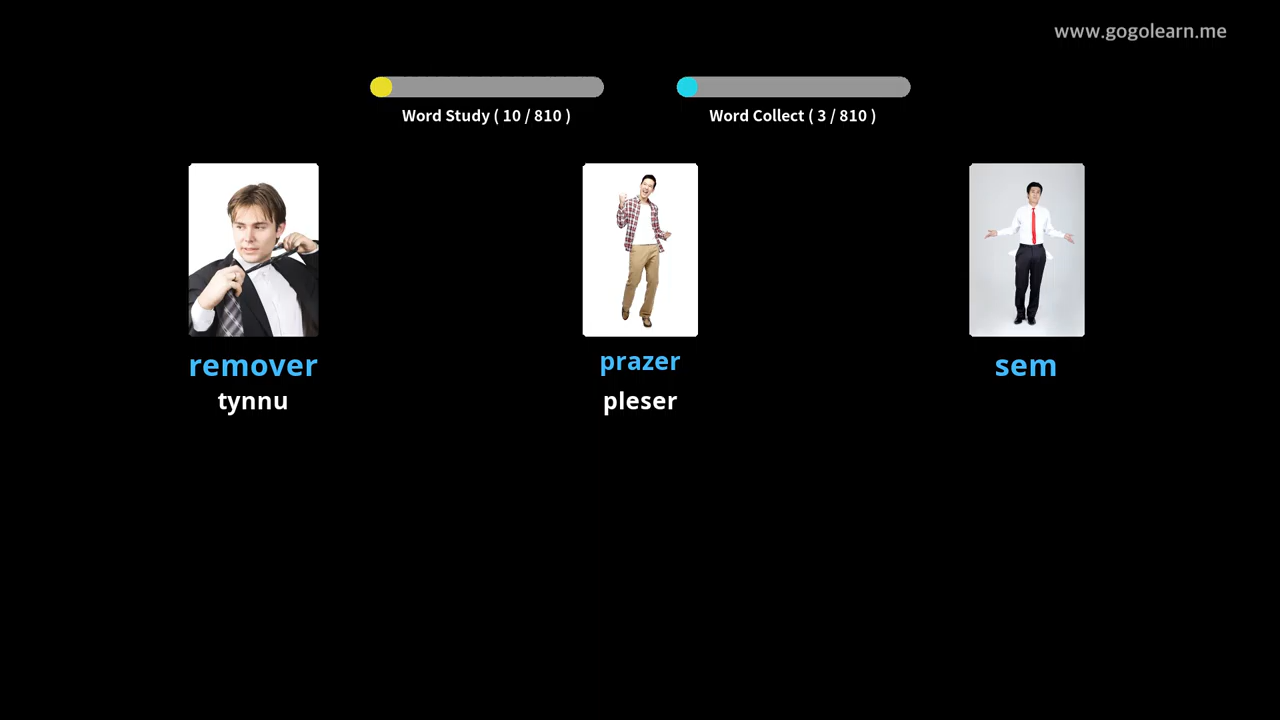 www.gogolearn.me
Word Study ( 10 / 810 )
Word Collect ( 3 / 810 )
remover
prazer
sem
tynnu
pleser